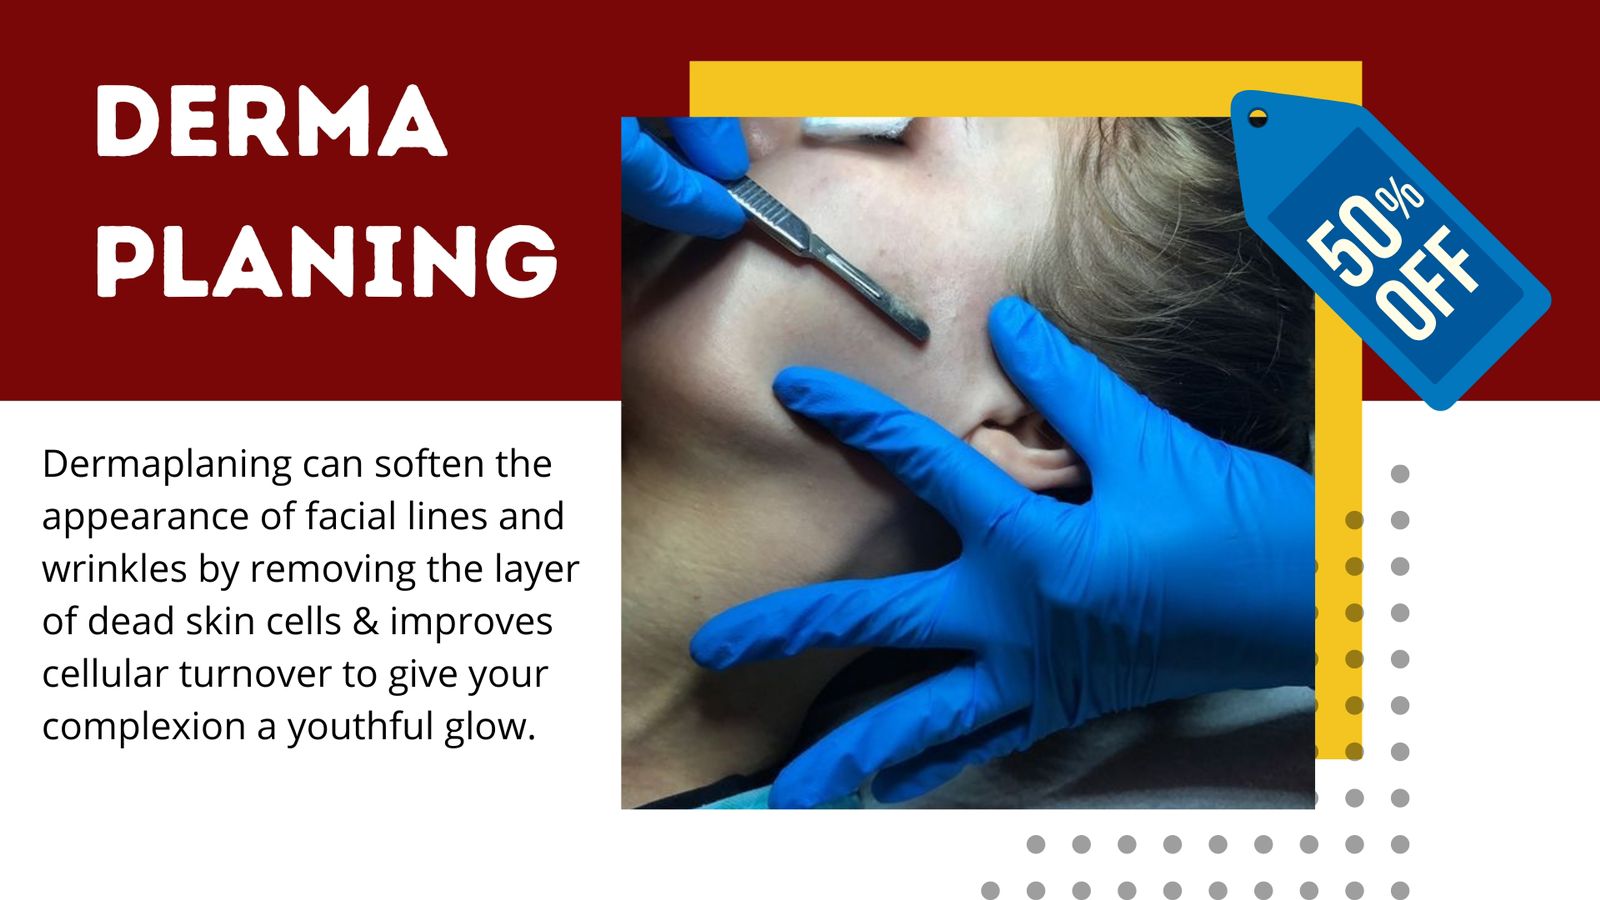 DERMA
PLANING
50%
OFF
Dermaplaning can soften the
appearance of facial lines and
wrinkles by removing the layer
of dead skin cells & improves
cellular turnover to give your
complexion a youthful glow.